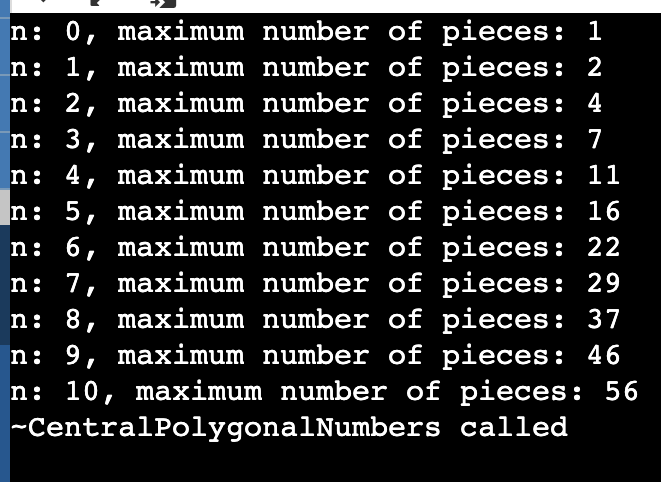 n: 0, maximum number of pieces: 1
n: 1, maximum number of pieces: 2
n: 2, maximum number of pieces: 4
n: 3, maximum number of pieces: 7
n: 4, maximum number of pieces: 11
n: 5, maximum number of pieces: 16
n: 6, maximum number of pieces: 22
n: 7, maximum number of pieces: 29
n: 8, maximum number of pieces: 37
n: 9, maximum number of pieces: 46
n: 10, maximum number of pieces: 56
~CentralPolygonalNumbers called